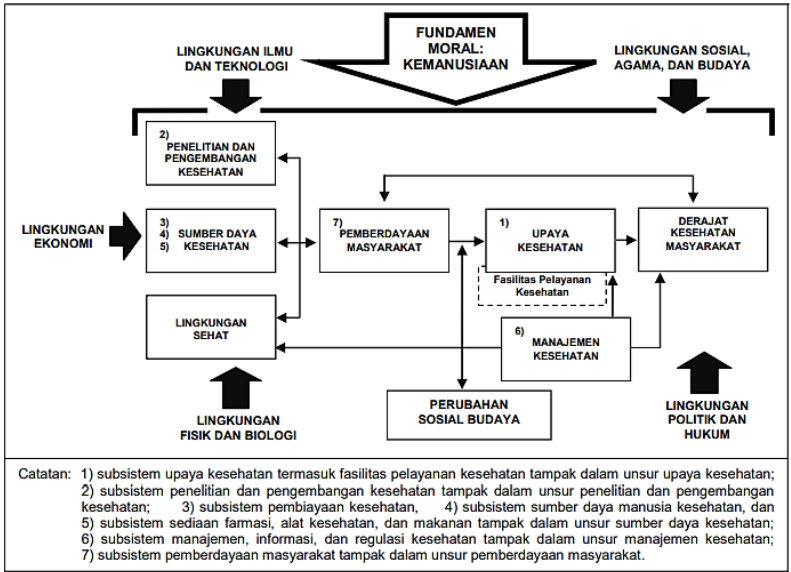 FUNDAMEN
MORAL:
KEMANUSIAAN
LINGKUNGAN ILMU
DAN TEKNOLOGI
LINGKUNGAN SOSIAL,
AGAMA, DAN BUDAYA
2)
PENELITIAN DAN
PENGEMBANGAN
KESEHATAN
LINGKUNGAN
EKONOMI
3)
4) SUMBER DAYA
5) KESEHATAN
7)
PEMBERDAYAAN
MASYARAKAT
1)
UPAYA
KESEHATAN
Fasilitas Pelayanan
Kesehatan
DERAJAT
KESEHATAN
MASYARAKAT
LINGKUNGAN
SEHAT
6)
MANAJEMEN
KESEHATAN
PERUBAHAN
SOSIAL BUDAYA
LINGKUNGAN
FISIK DAN BIOLOGI
LINGKUNGAN
POLITIK DAN
HUKUM
Catatan: 1) subsistem upaya kesehatan termasuk fasilitas pelayanan kesehatan tampak dalam unsur upaya kesehatan;
2) subsistem penelitian dan pengembangan kesehatan tampak dalam unsur penelitian dan pengembangan
kesehatan; 3) subsistem pembiayaan kesehatan, 4) subsistem sumber daya manusia kesehatan, dan
5) subsistem sediaan farmasi, alat kesehatan, dan makanan tampak dalam unsur sumber daya kesehatan;
6) subsistem manajemen, informasi, dan regulasi kesehatan tampak dalam unsur manajemen kesehatan;
7) subsistem pemberdayaan masyarakat tampak dalam unsur pemberdayaan masyarakat.